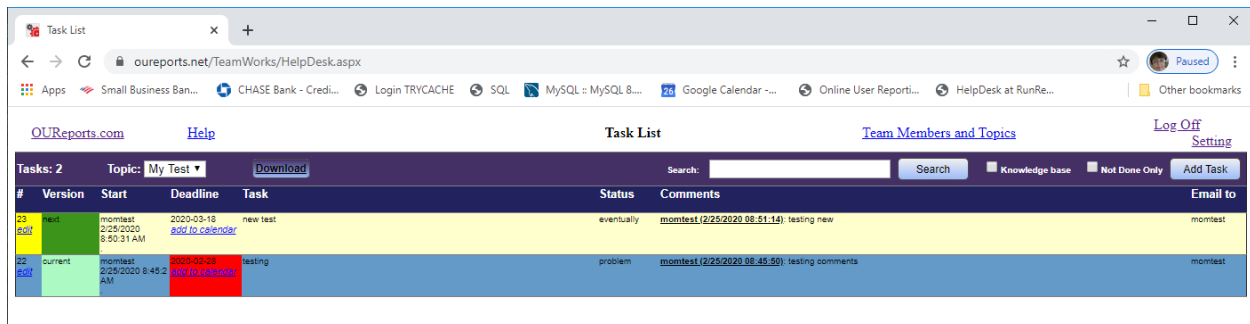 Task List
oureports.net/TeamWorks/HelpDesk.aspx
Paused
Apps Small Business Ban... CHASE Bank - Credi... Login TRYCACHE SQL MySQL :: MySQL 8.... 26 Google Calendar -... Online User Reporti... HelpDesk at RunRe... Other bookmarks
OUReports.com Help Task List Team Members and Topics Log Off
Setting
Tasks: 2 Topic: My Test Download Search: Search Knowledge base Not Done Only Add Task
# Version Start Deadline Task Status Comments Email to
23 next momtest 2020-03-18 new test eventually momtest (2/25/2020 08:51:14): testing new momtest
edit 2/25/2020 add to calendar
8:50:31 AM
22 current momtest 2020-02-28 testing problem momtest (2/25/2020 08:45:50): testing comments momtest
edit 2/25/2020 8:45:2 add to calendar
AM